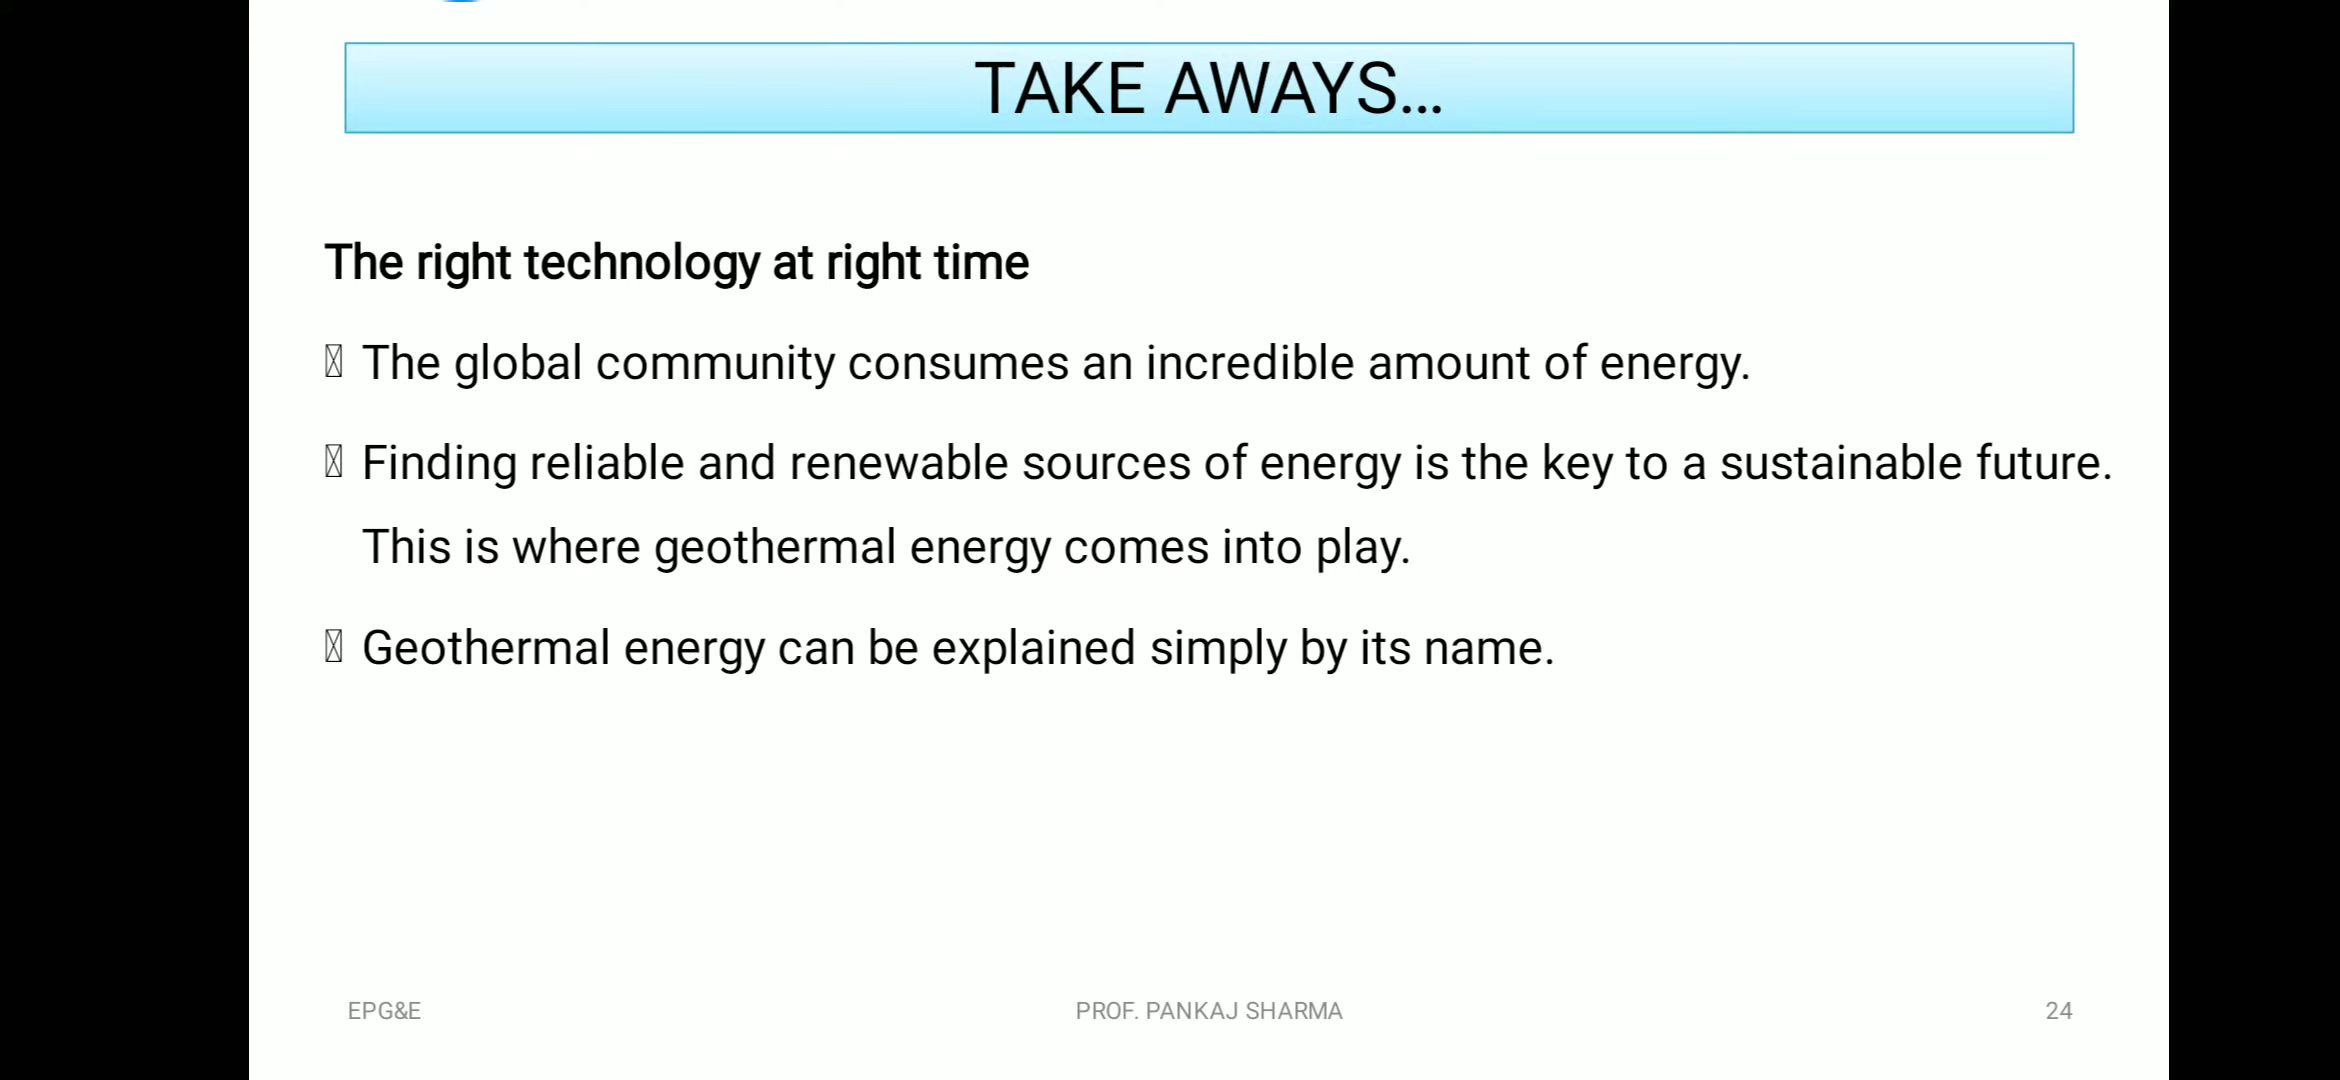 TAKE AWAYS...
The right technology at right time
The global community consumes an incredible amount of energy.
Finding reliable and renewable sources of energy is the key to a sustainable future.
This is where geothermal energy comes into play.
Geothermal energy can be explained simply by its name.
EPG&E
PROF. PANKAJ SHARMA
24